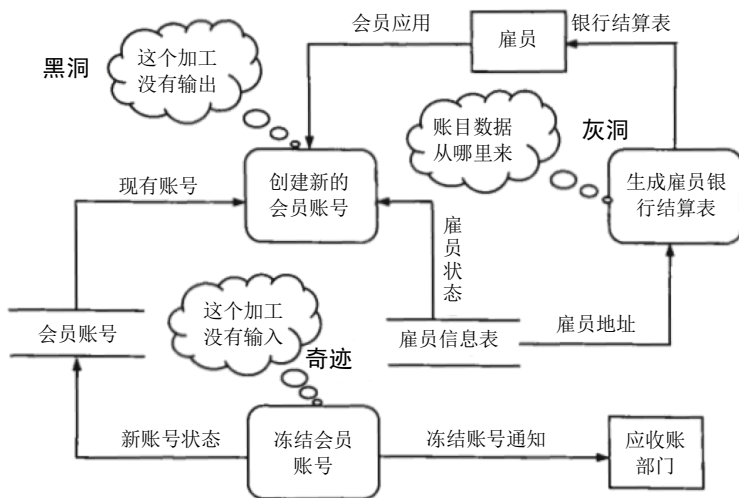 会员应用
雇员
银行结算表
黑洞
这个加工
没有输出
账目数据
从哪里来
灰洞
现有账号
创建新的
会员账号
生成雇员银
行结算表
雇员状态
会员账号
这个加工
没有输入
奇迹
雇员信息表
雇员地址
新账号状态
冻结会员
账号
冻结账号通知
应收账
部门